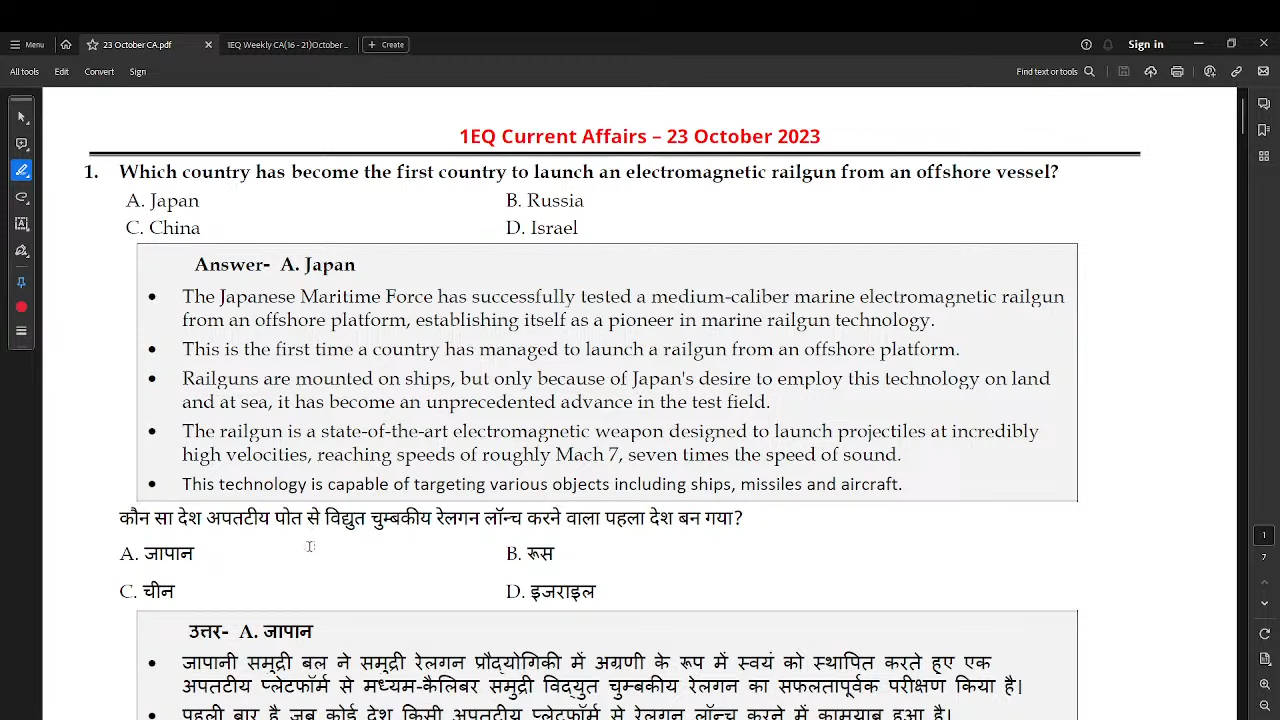 Menu
23 October CA.pdf
1EQ Weekly CA(16 - 21)October ...
Create
Sign in
All tools Edit Convert Sign
Find text or tools
1EQ Current Affairs – 23 October 2023
1. Which country has become the first country to launch an electromagnetic railgun from an offshore vessel?
A. Japan B. Russia
C. China D. Israel
Answer- A. Japan
• The Japanese Maritime Force has successfully tested a medium-caliber marine electromagnetic railgun
from an offshore platform, establishing itself as a pioneer in marine railgun technology.
• This is the first time a country has managed to launch a railgun from an offshore platform.
• Railguns are mounted on ships, but only because of Japan's desire to employ this technology on land
and at sea, it has become an unprecedented advance in the test field.
• The railgun is a state-of-the-art electromagnetic weapon designed to launch projectiles at incredibly
high velocities, reaching speeds of roughly Mach 7, seven times the speed of sound.
• This technology is capable of targeting various objects including ships, missiles and aircraft.
कौन सा देश अपतटीय पोत से विद्युत चुम्बकीय रेलगन लॉन्च करने वाला पहला देश बन गया?
A. जापान B. रूस
C. चीन D. इजराइल
उत्तर- A. जापान
• जापानी समुद्री बल ने समुद्री रेलगन प्रौद्योगिकी में अग्रणी के रूप में स्वयं को स्थापित करते हुए एक
अपतटीय प्लेटफॉर्म से मध्यम-कैलिबर समुद्री विद्युत चुम्बकीय रेलगन का सफलतापूर्वक परीक्षण किया है।
• पहली बार है जब कोई देश किसी अपतटीय प्लेटफॉर्म से रेलगन लॉन्च करने में कामयाब हुआ है।
1
7